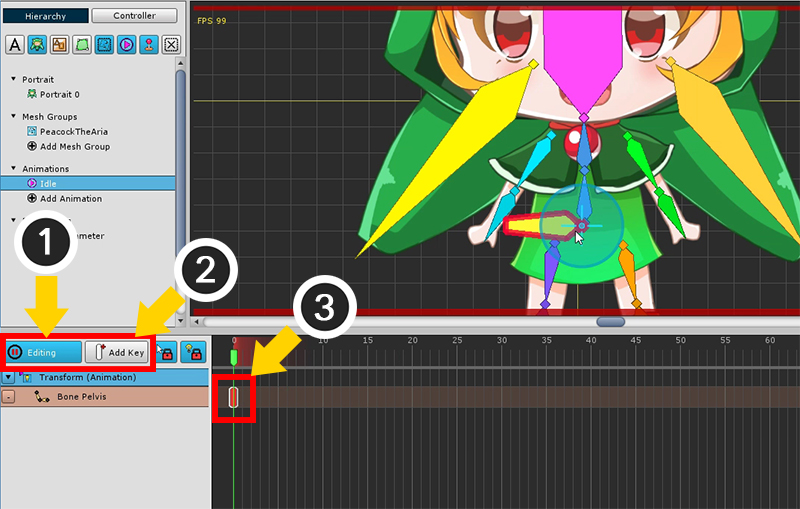 Hierarchy
Controller
FPS 99
A
Portrait
Portrait 0
Mesh Groups
PeacockTheAria
Add Mesh Group
Animations
Idle
Add Animation
1
2
3
Editing
Add Key
0
10
15
20
25
30
35
40
45
50
55
60
Transform (Animation)
Bone Pelvis